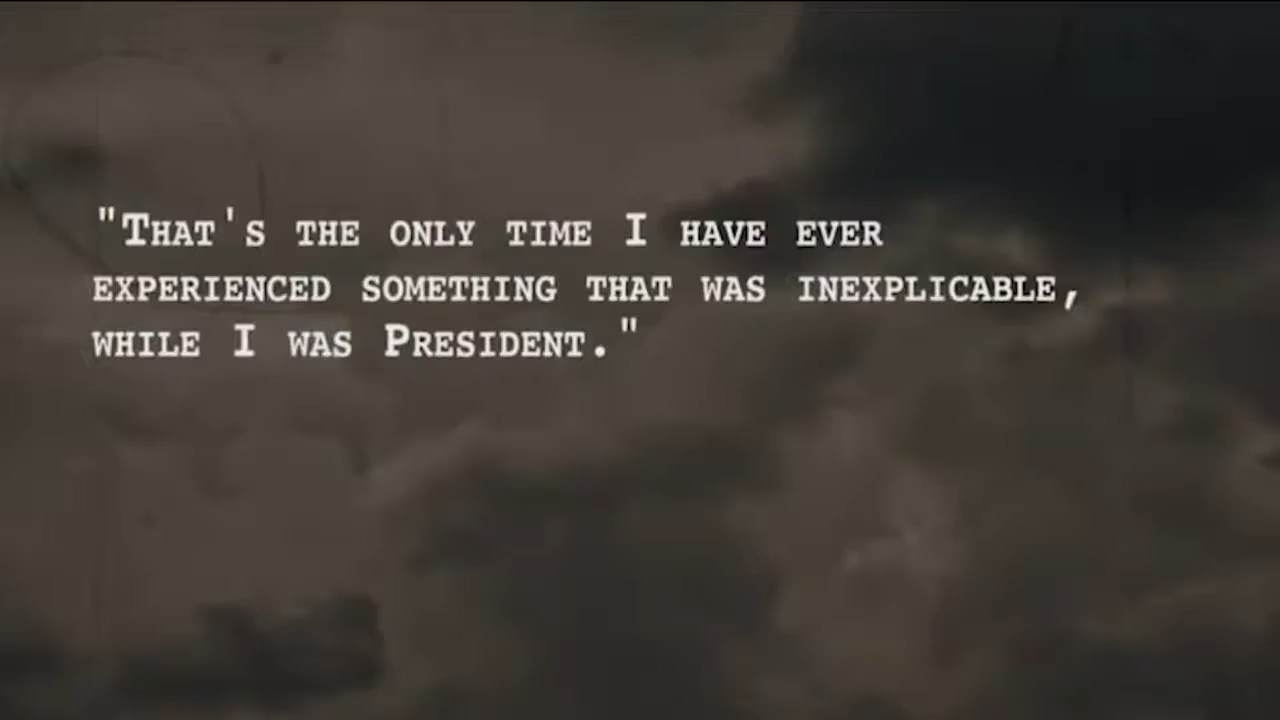 "That's the only time I have ever
experienced something that was inexplicable,
while I was President."